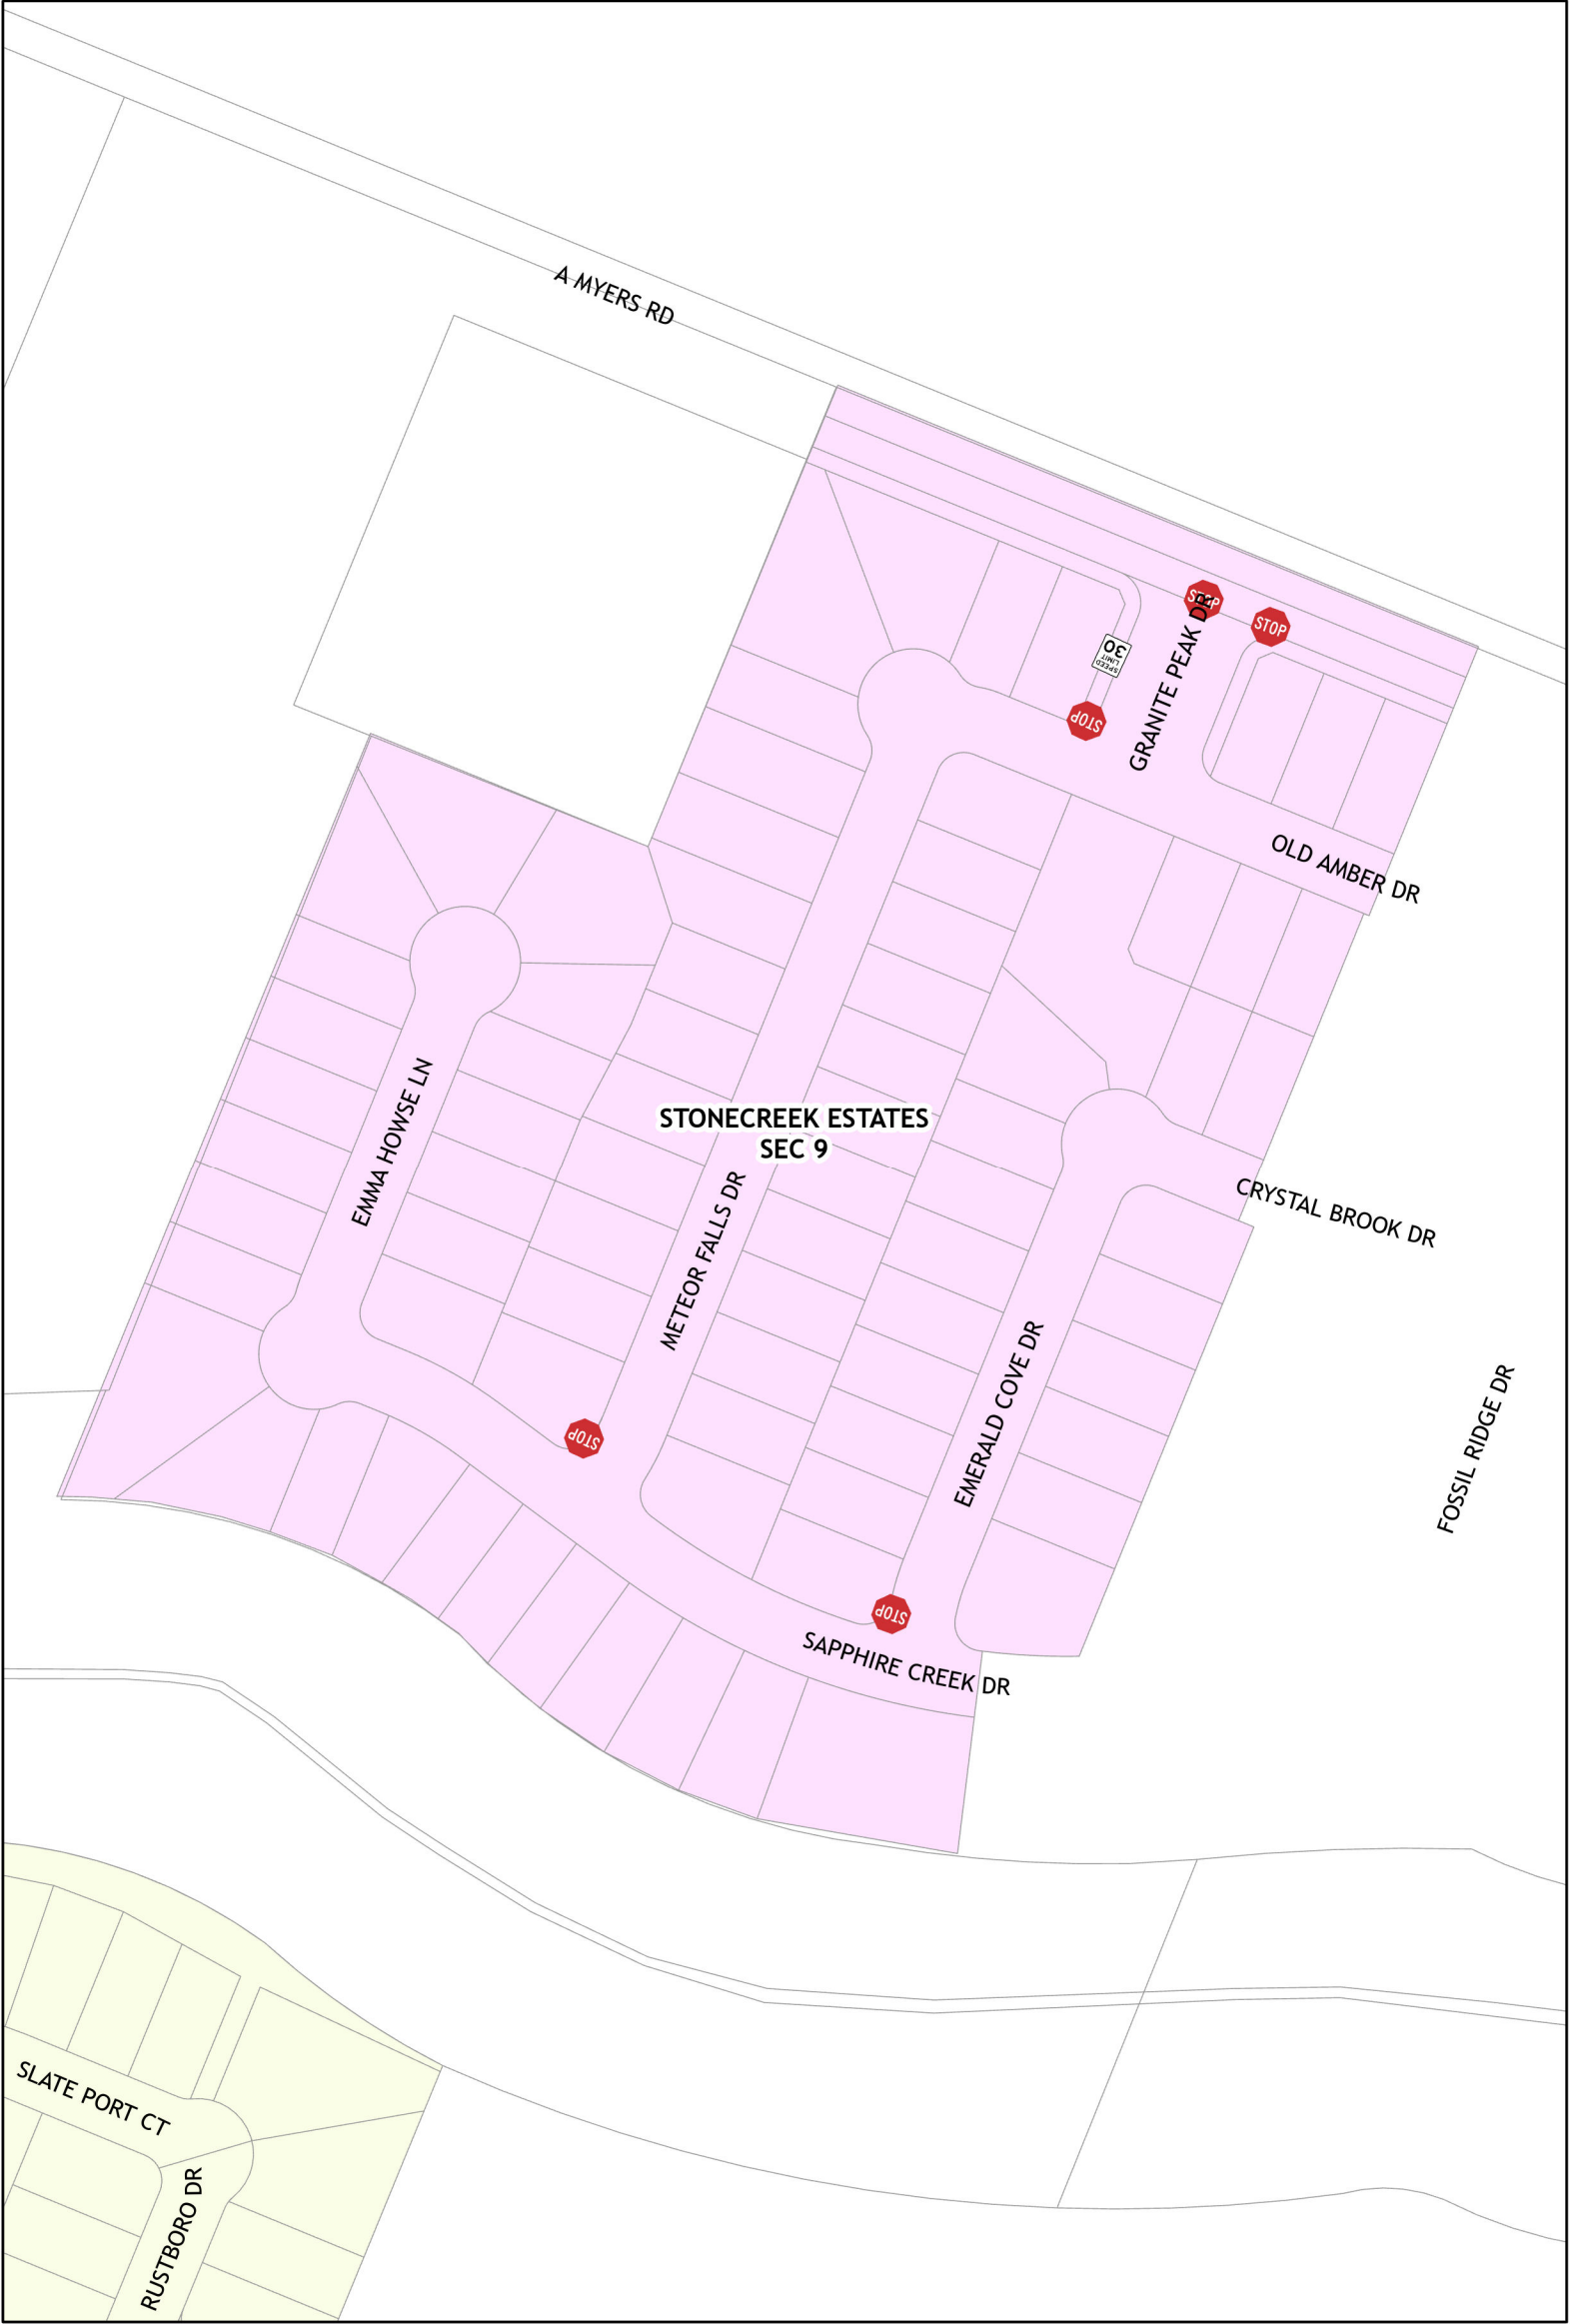 A MYERS RD
STOP
STOP
SPEED
LIMIT
30
GRANITE PEAK DR
STOP
OLD AMBER DR
EMMA HOWSE LN
STONECREEK ESTATES
SEC 9
METEOR FALLS DR
CRYSTAL BROOK DR
EMERALD COVE DR
FOSSIL RIDGE DR
STOP
STOP
SAPPHIRE CREEK DR
SLATE PORT CT
RUSTBORO DR